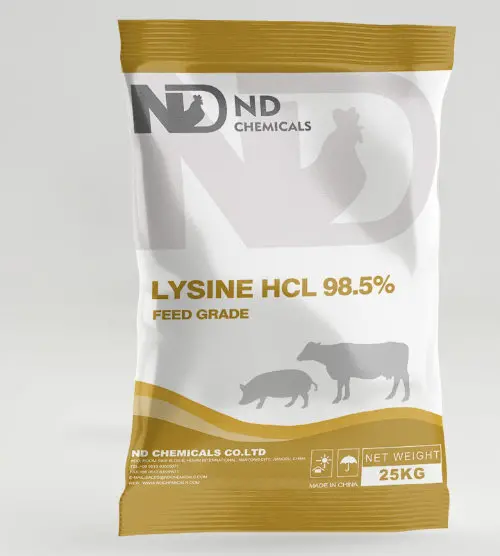 ND
ND
CHEMICALS
ND
LYSINE HCL 98.5%
FEED GRADE
ND CHEMICALS CO.LTD
MADE IN CHINA
NET WEIGHT
25KG